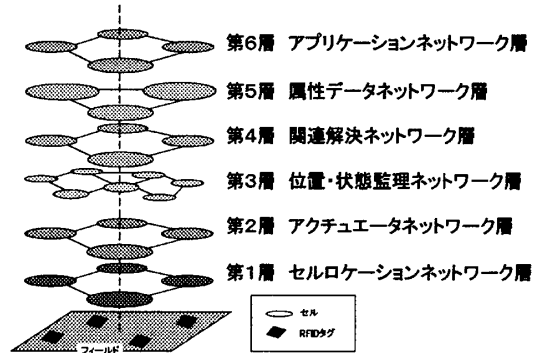 第6層 アプリケーションネットワーク層
第5層 属性データネットワーク層
第4層 関連解決ネットワーク層
第3層 位置・状態監理ネットワーク層
第2層 アクチュエータネットワーク層
第1層 セルロケーションネットワーク層
セル
RFIDタグ
フィールド